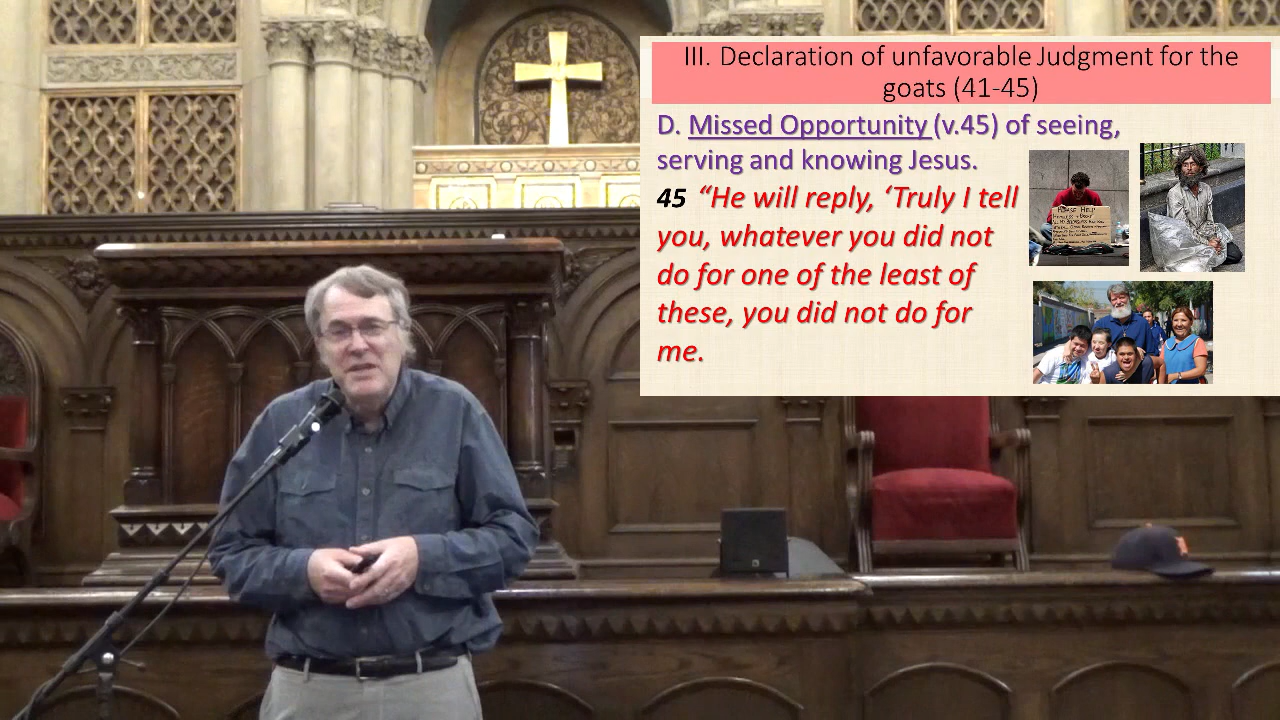 III. Declaration of unfavorable Judgment for the
goats (41-45)
D. Missed Opportunity (v.45) of seeing,
serving and knowing Jesus.
45 “He will reply, ‘Truly I tell
you, whatever you did not
do for one of the least of
these, you did not do for
me.
PLEASE HELP